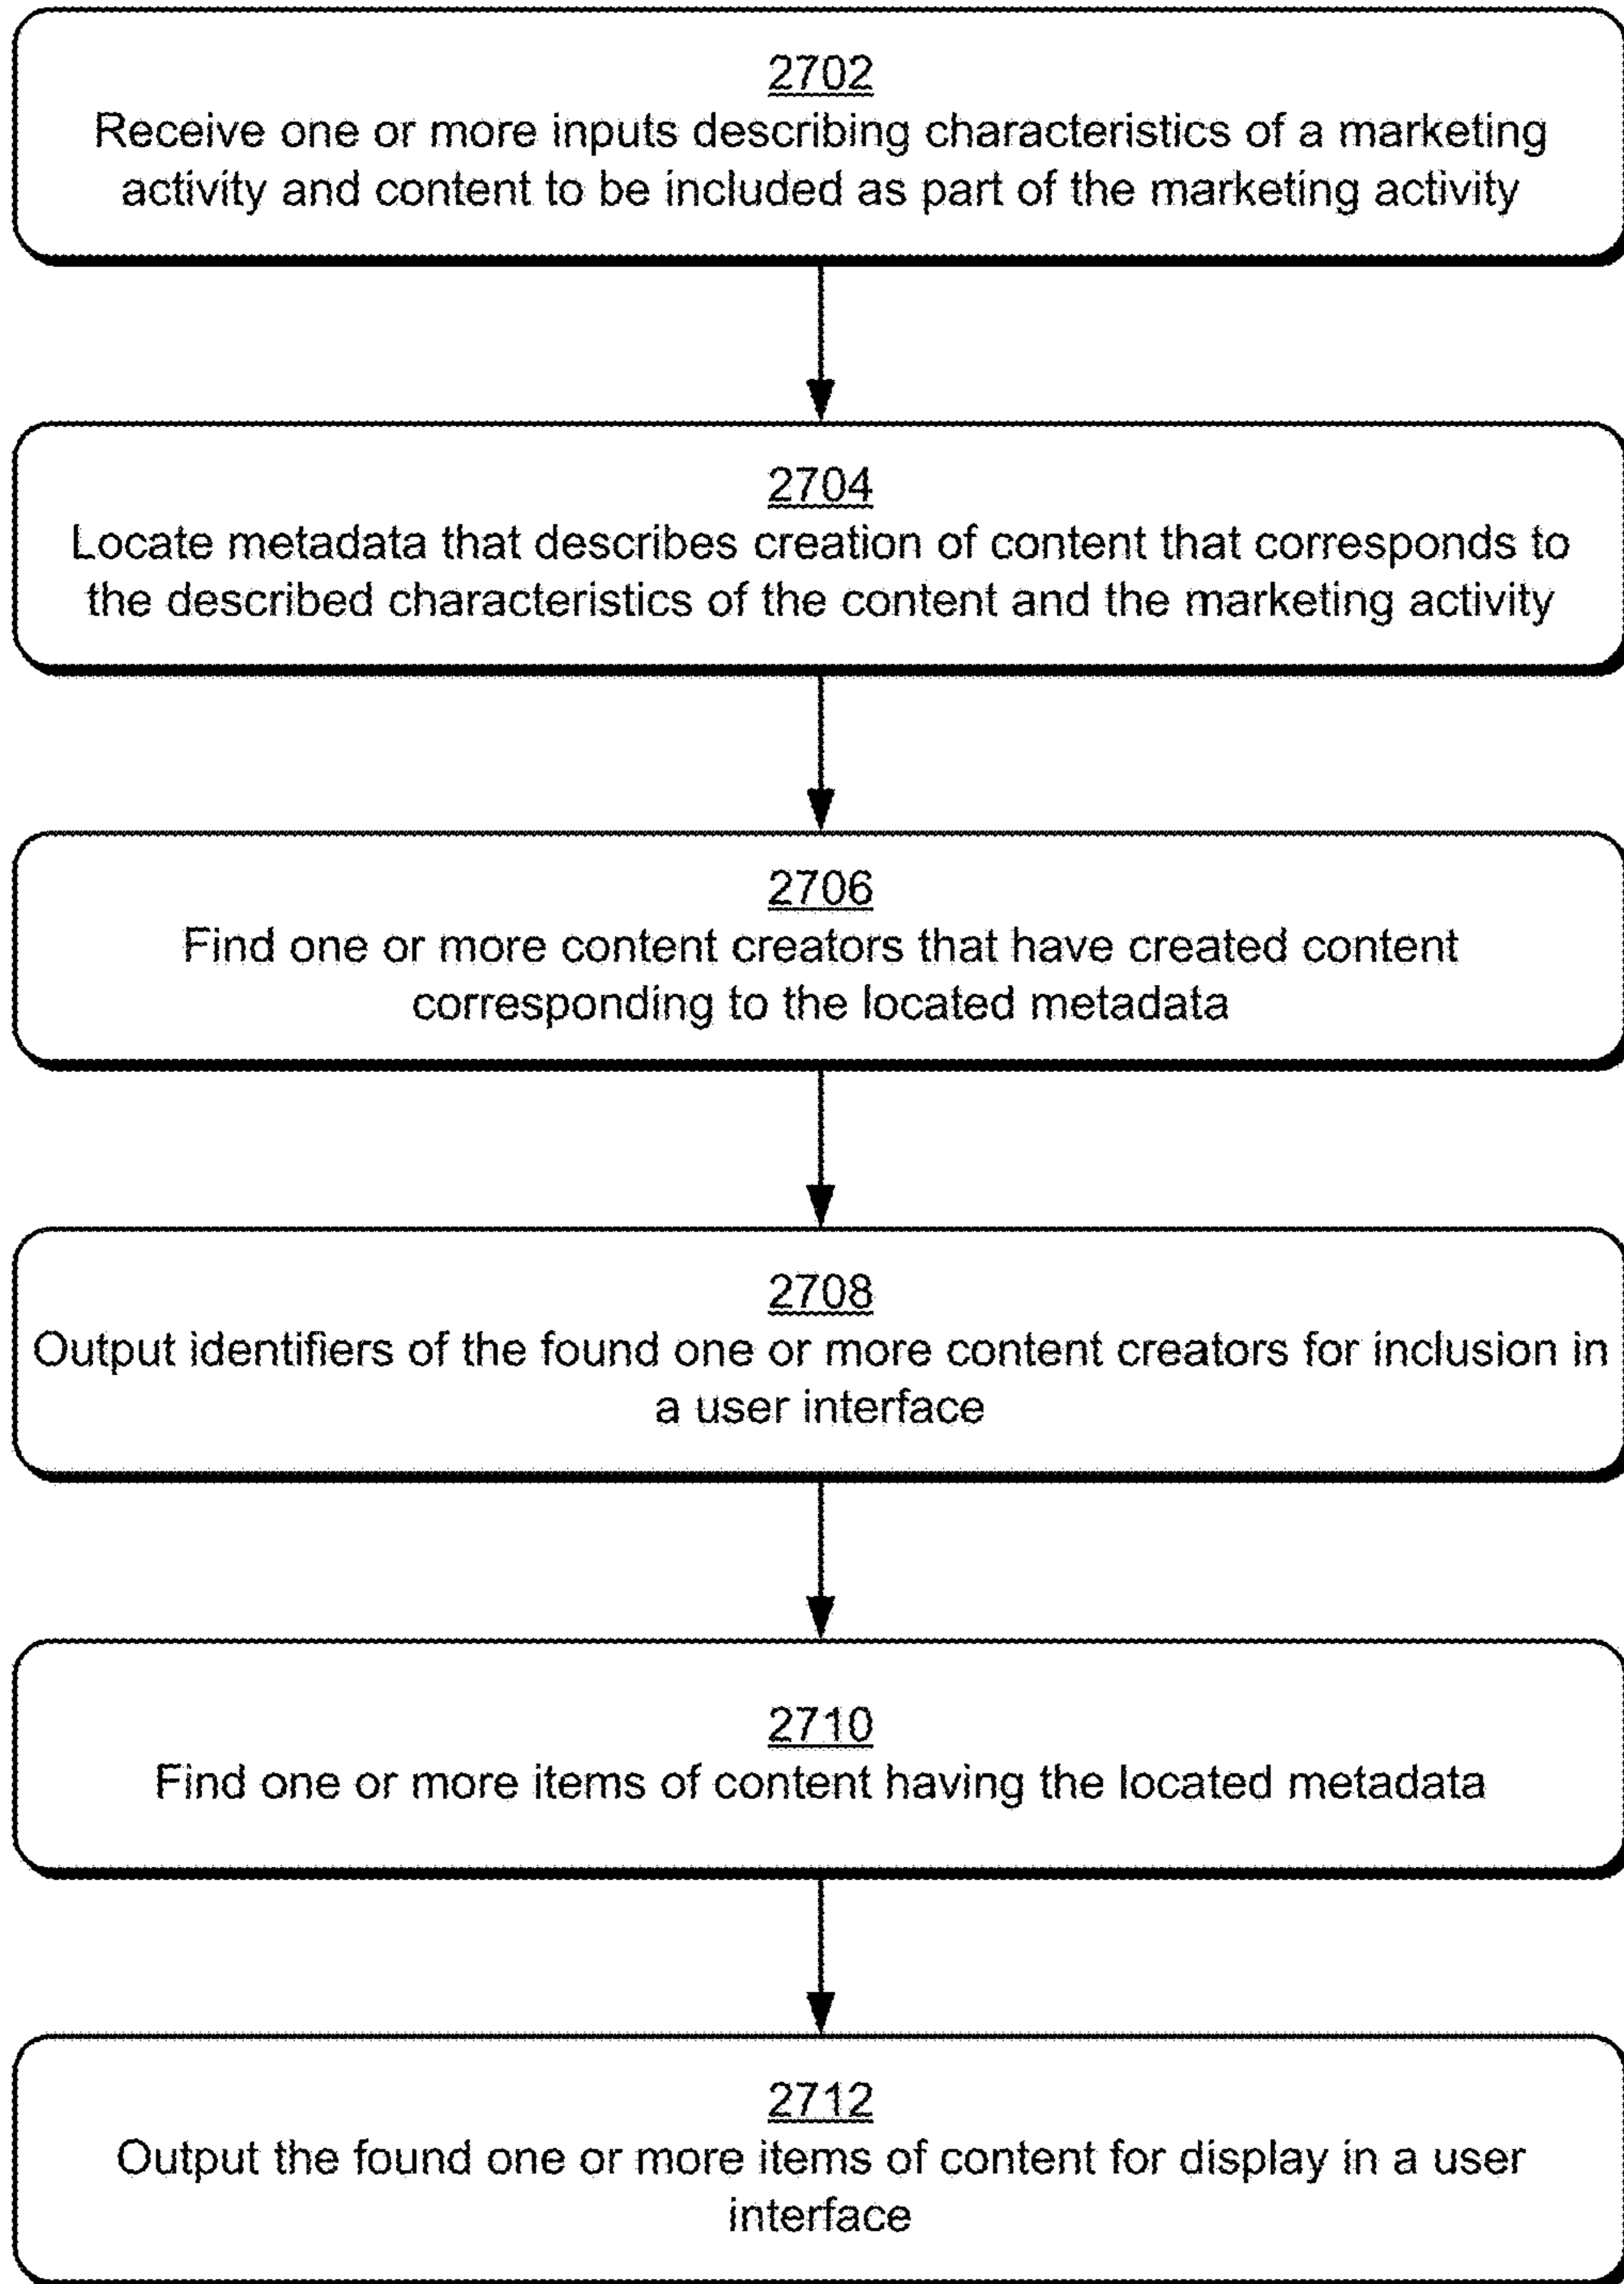 2702
Receive one or more inputs describing characteristics of a marketing
activity and content to be included as part of the marketing activity
2704
Locate metadata that describes creation of content that corresponds to
the described characteristics of the content and the marketing activity
2706
Find one or more content creators that have created content
corresponding to the located metadata
2708
Output identifiers of the found one or more content creators for inclusion in
a user interface
2710
Find one or more items of content having the located metadata
2712
Output the found one or more items of content for display in a user
interface